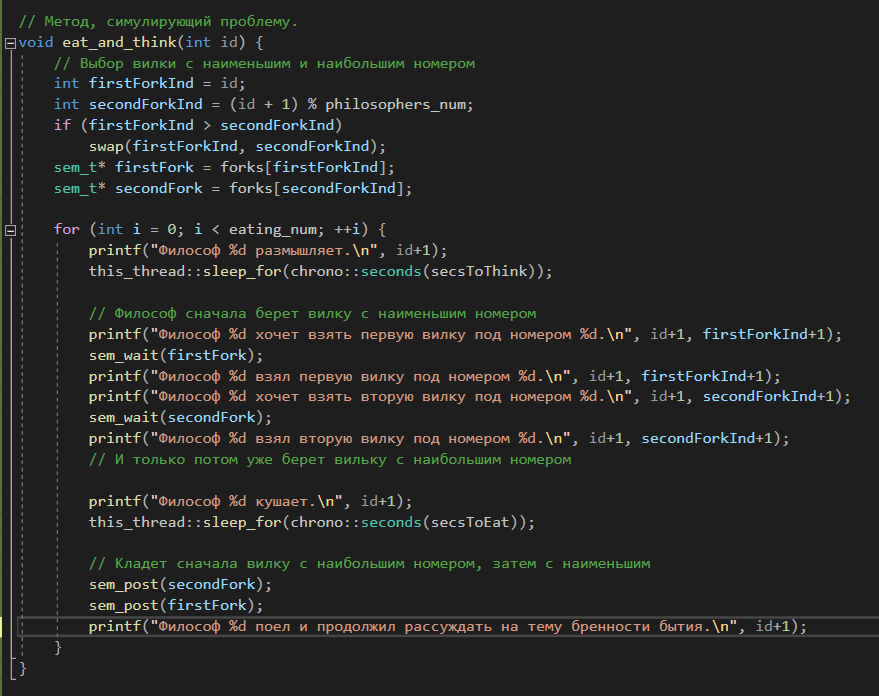 // Метод, симулирующий проблему.
void eat_and_think(int id) {
    // Выбор вилки с наименьшим и наибольшим номером
    int firstForkInd = id;
    int secondForkInd = (id + 1) % philosophers_num;
    if (firstForkInd > secondForkInd)
        swap(firstForkInd, secondForkInd);
    sem_t* firstFork = forks[firstForkInd];
    sem_t* secondFork = forks[secondForkInd];

    for (int i = 0; i < eating_num; ++i) {
        printf("Философ %d размышляет.\n", id+1);
        this_thread::sleep_for(chrono::seconds(secsToThink));

        // Философ сначала берет вилку с наименьшим номером
        printf("Философ %d хочет взять первую вилку под номером %d.\n", id+1, firstForkInd+1);
        sem_wait(firstFork);
        printf("Философ %d взял первую вилку под номером %d.\n", id+1, firstForkInd+1);
        printf("Философ %d хочет взять вторую вилку под номером %d.\n", id+1, secondForkInd+1);
        sem_wait(secondFork);
        printf("Философ %d взял вторую вилку под номером %d.\n", id+1, secondForkInd+1);
        // И только потом уже берет вильку с наибольшим номером

        printf("Философ %d кушает.\n", id+1);
        this_thread::sleep_for(chrono::seconds(secsToEat));

        // Кладет сначала вилку с наибольшим номером, затем с наименьшим
        sem_post(secondFork);
        sem_post(firstFork);
        printf("Философ %d поел и продолжил рассуждать на тему бренности бытия.\n", id+1);
    }
}